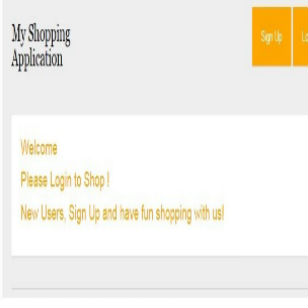 My Shopping
Application
Sign Up
Welcome
Please Login to Shop !
New Users, Sign Up and have fun shopping with us!